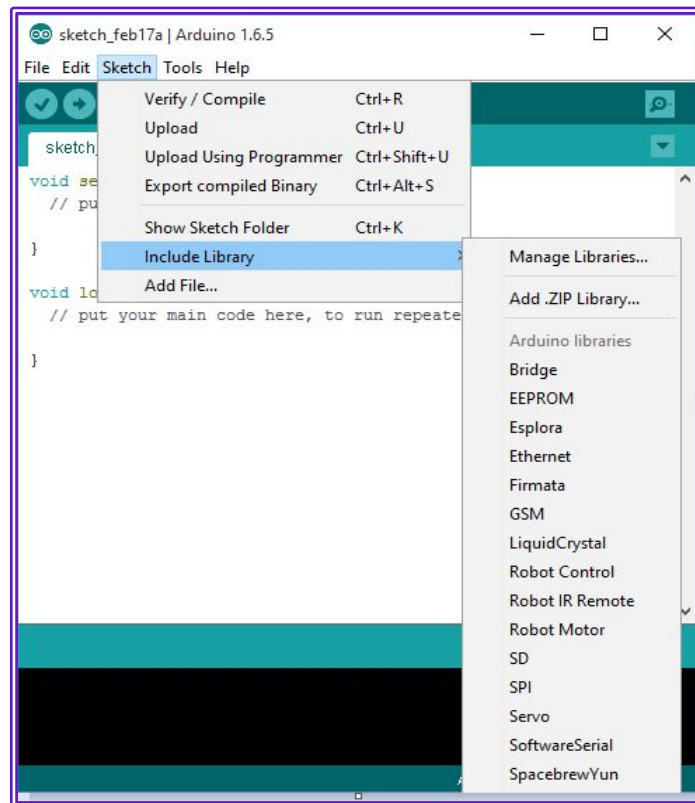 sketch_feb17a | Arduino 1.6.5
File Edit Sketch Tools Help
Verify / Compile Ctrl+R
Upload Ctrl+U
Upload Using Programmer Ctrl+Shift+U
Export compiled Binary Ctrl+Alt+S
Show Sketch Folder Ctrl+K
Include Library
Add File...
sketch_
void se
// pu
}
void lo
// put your main code here, to run repeate
}
Manage Libraries...
Add .ZIP Library...
Arduino libraries
Bridge
EEPROM
Esplora
Ethernet
Firmata
GSM
LiquidCrystal
Robot Control
Robot IR Remote
Robot Motor
SD
SPI
Servo
SoftwareSerial
SpacebrewYun